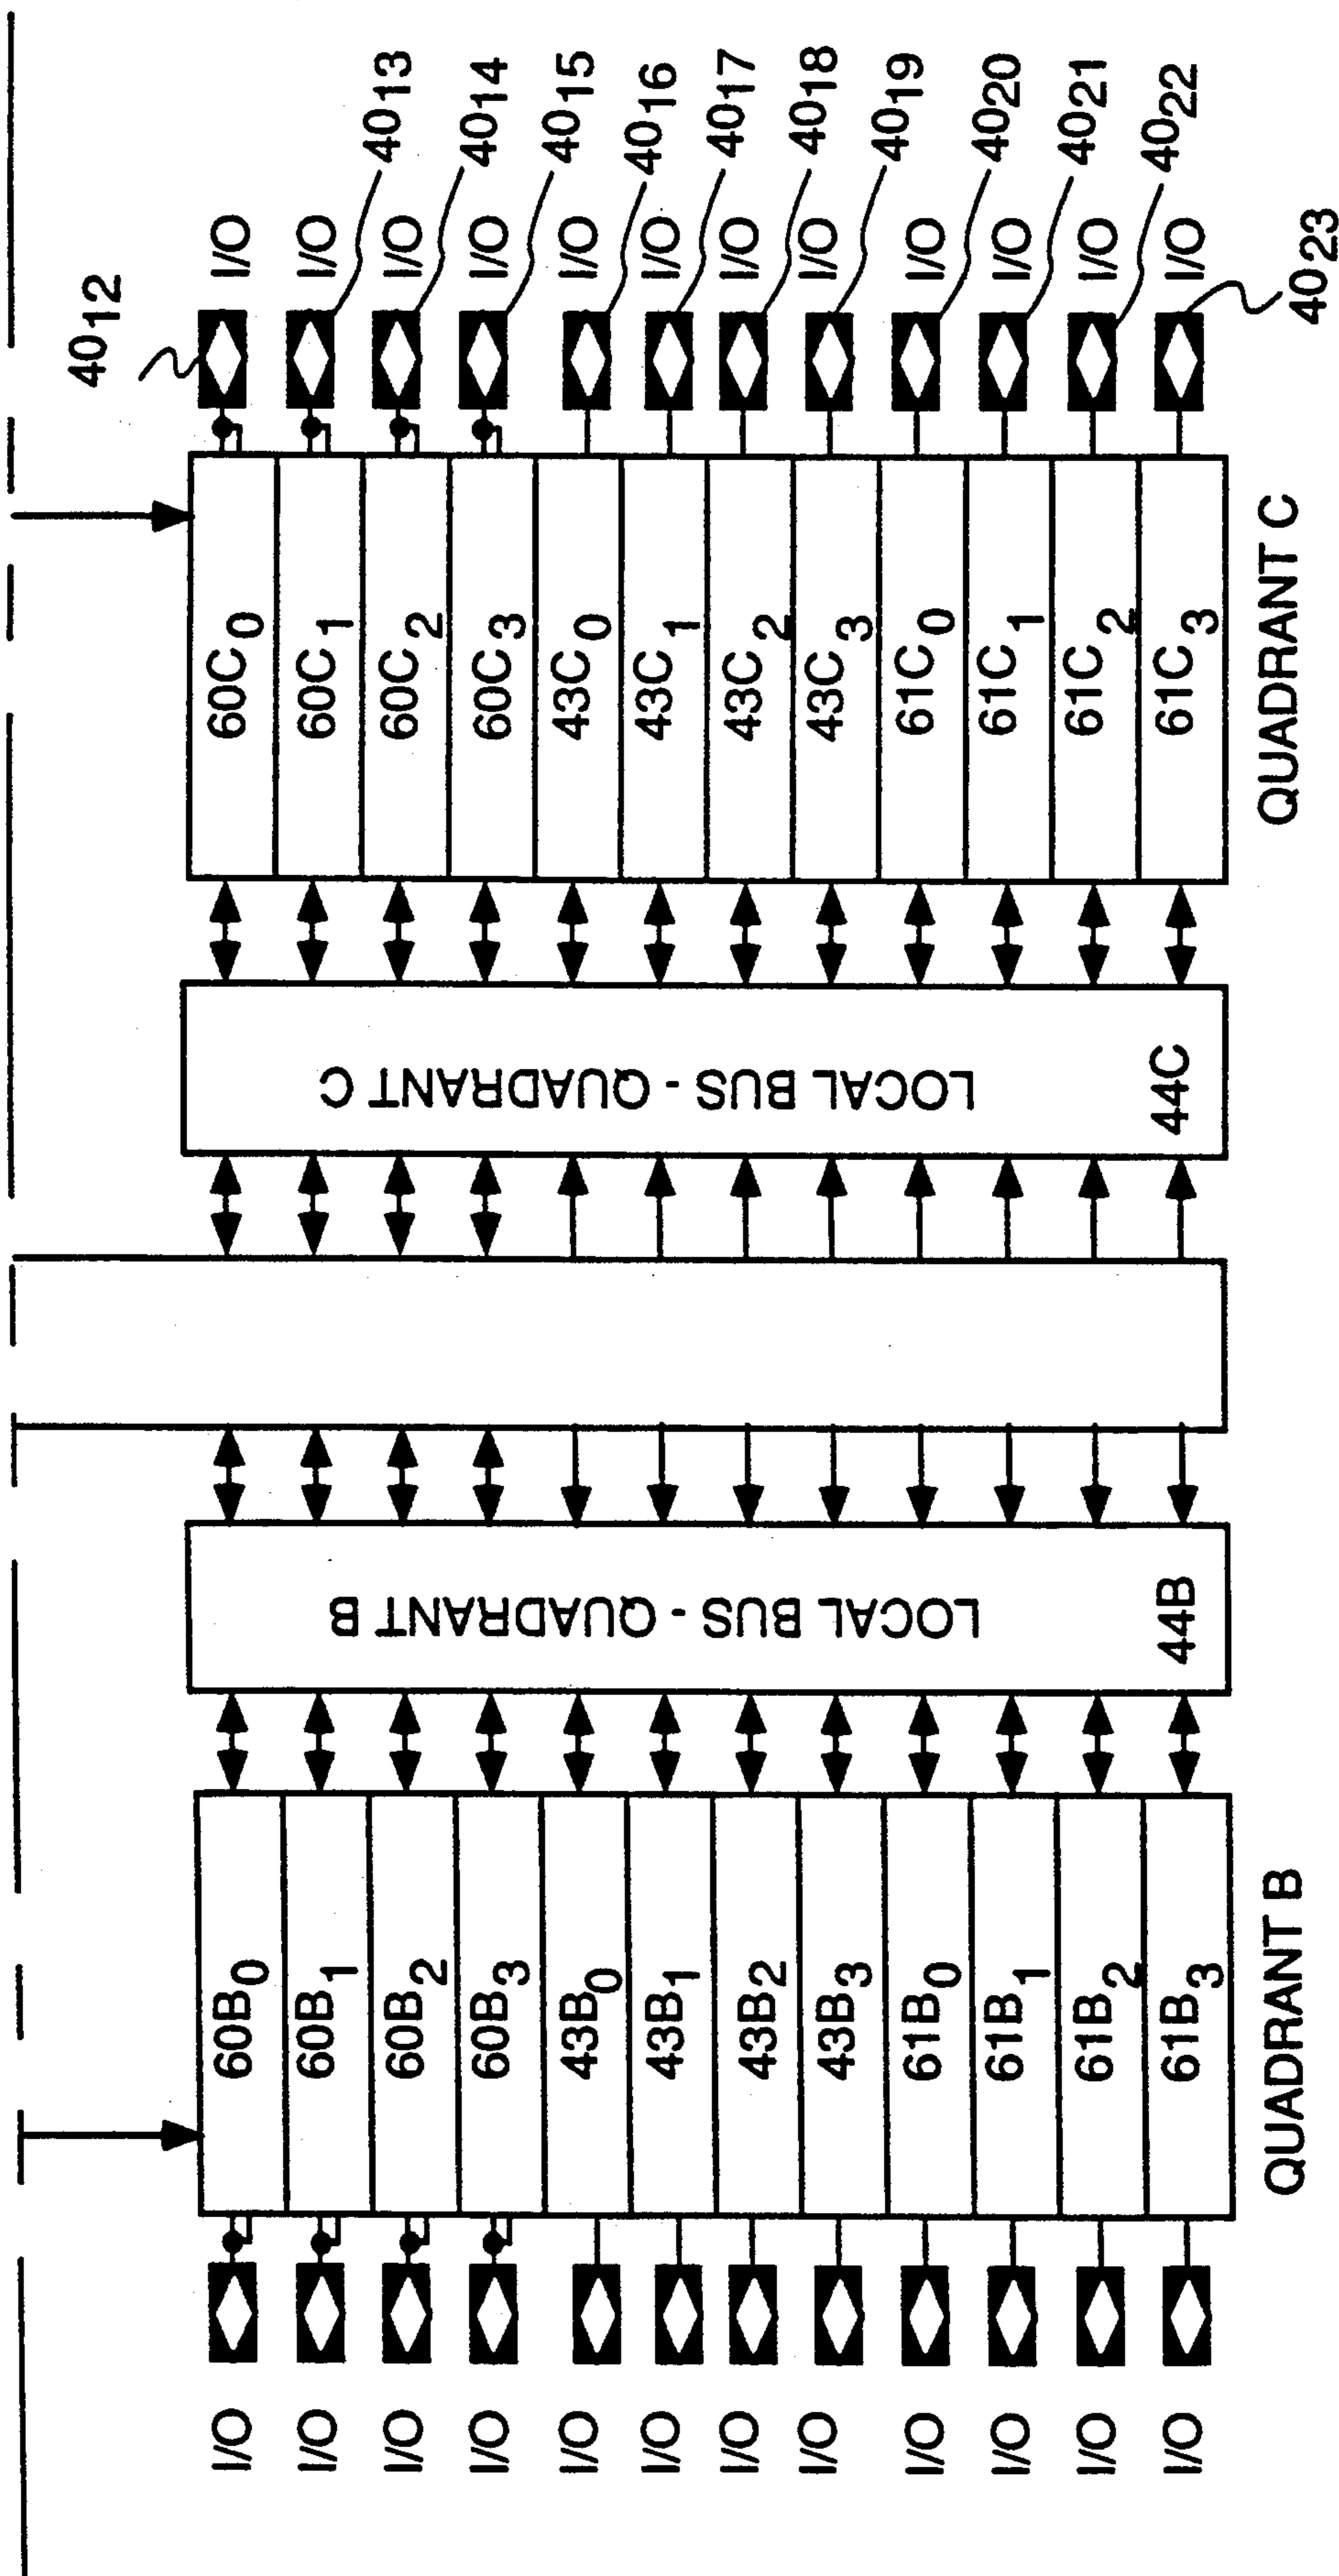 40₁₂
I/O
I/O
I/O
I/O
I/O
I/O
I/O
I/O
I/O
I/O
I/O
I/O
40₁₃
40₁₄
40₁₅
40₁₆
40₁₇
40₁₈
40₁₉
40₂₀
40₂₁
40₂₂
40₂₃
60C₀
60C₁
60C₂
60C₃
43C₀
43C₁
43C₂
43C₃
61C₀
61C₁
61C₂
61C₃
QUADRANT C
LOCAL BUS - QUADRANT C
44C
LOCAL BUS - QUADRANT B
44B
60B₀
60B₁
60B₂
60B₃
43B₀
43B₁
43B₂
43B₃
61B₀
61B₁
61B₂
61B₃
QUADRANT B
I/O
I/O
I/O
I/O
I/O
I/O
I/O
I/O
I/O
I/O
I/O
I/O